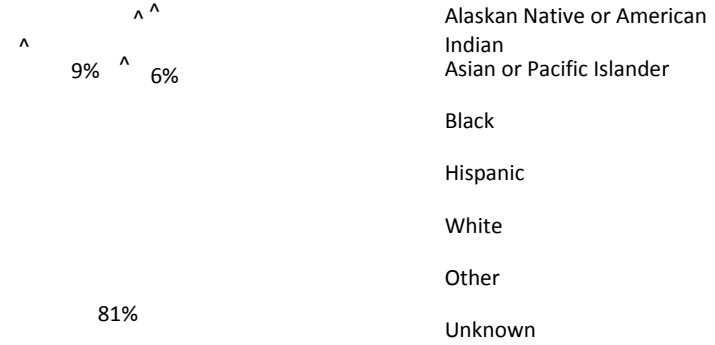 ^ ^
^
9% ^ 6%
81%
Alaskan Native or American
Indian
Asian or Pacific Islander
Black
Hispanic
White
Other
Unknown